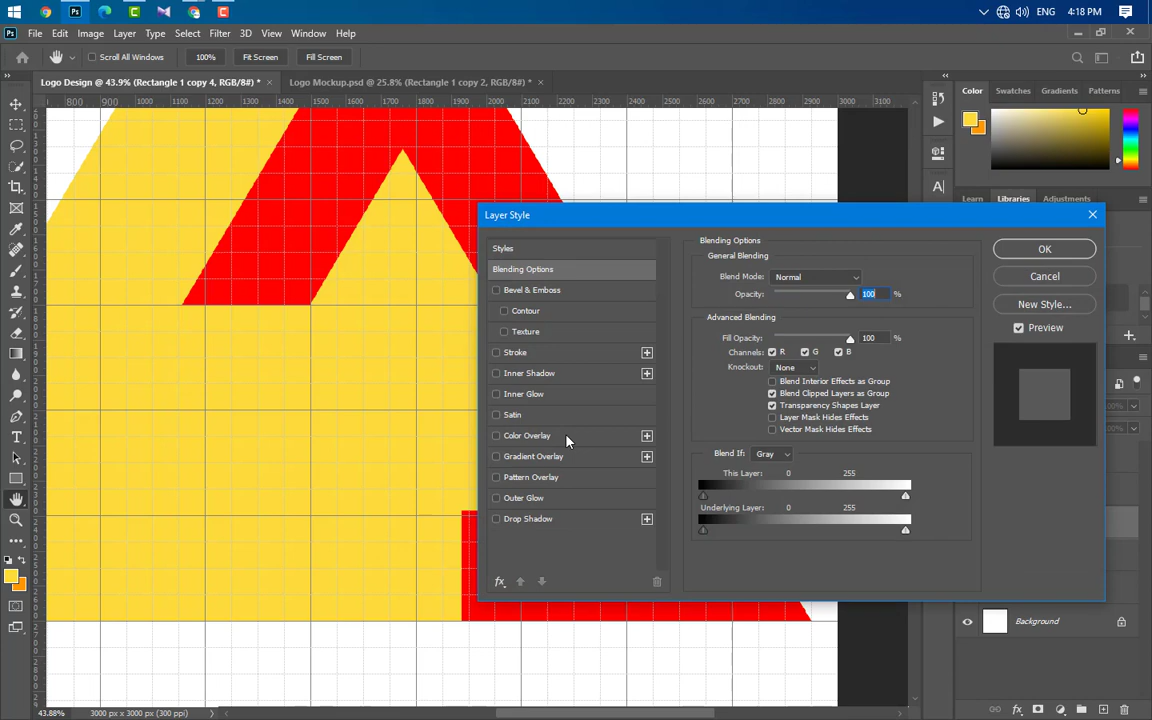 ENG 4:18 PM
Ps File Edit Image Layer Type Select Filter 3D View Window Help
Scroll All Windows 100% Fit Screen Fill Screen
Logo Design @ 43.9% (Rectangle 1 copy 4, RGB/8#) * × Logo Mockup.psd @ 25.8% (Rectangle 1 copy 2, RGB/8#) * ×
800 900 1000 1100 1200 1300 1400 1500 1600 1700 1800 1900 2000 2100 2200 2300 2400 2500 2600 2700 2800 2900 3000 3100
Color Swatches Gradients Patterns
Learn Libraries Adjustments
Layer Style
Styles
Blending Options
Bevel & Emboss
Contour
Texture
Stroke
Inner Shadow
Inner Glow
Satin
Color Overlay
Gradient Overlay
Pattern Overlay
Outer Glow
Drop Shadow
fx
Blending Options
General Blending
Blend Mode: Normal
Opacity: 100 %
Advanced Blending
Fill Opacity: 100 %
Channels: R G B
Knockout: None
Blend Interior Effects as Group
Blend Clipped Layers as Group
Transparency Shapes Layer
Layer Mask Hides Effects
Vector Mask Hides Effects
Blend If: Gray
This Layer: 0 255
Underlying Layer: 0 255
OK
Cancel
New Style...
Preview
Background
43.88% 3000 px x 3000 px (300 ppi)
fx